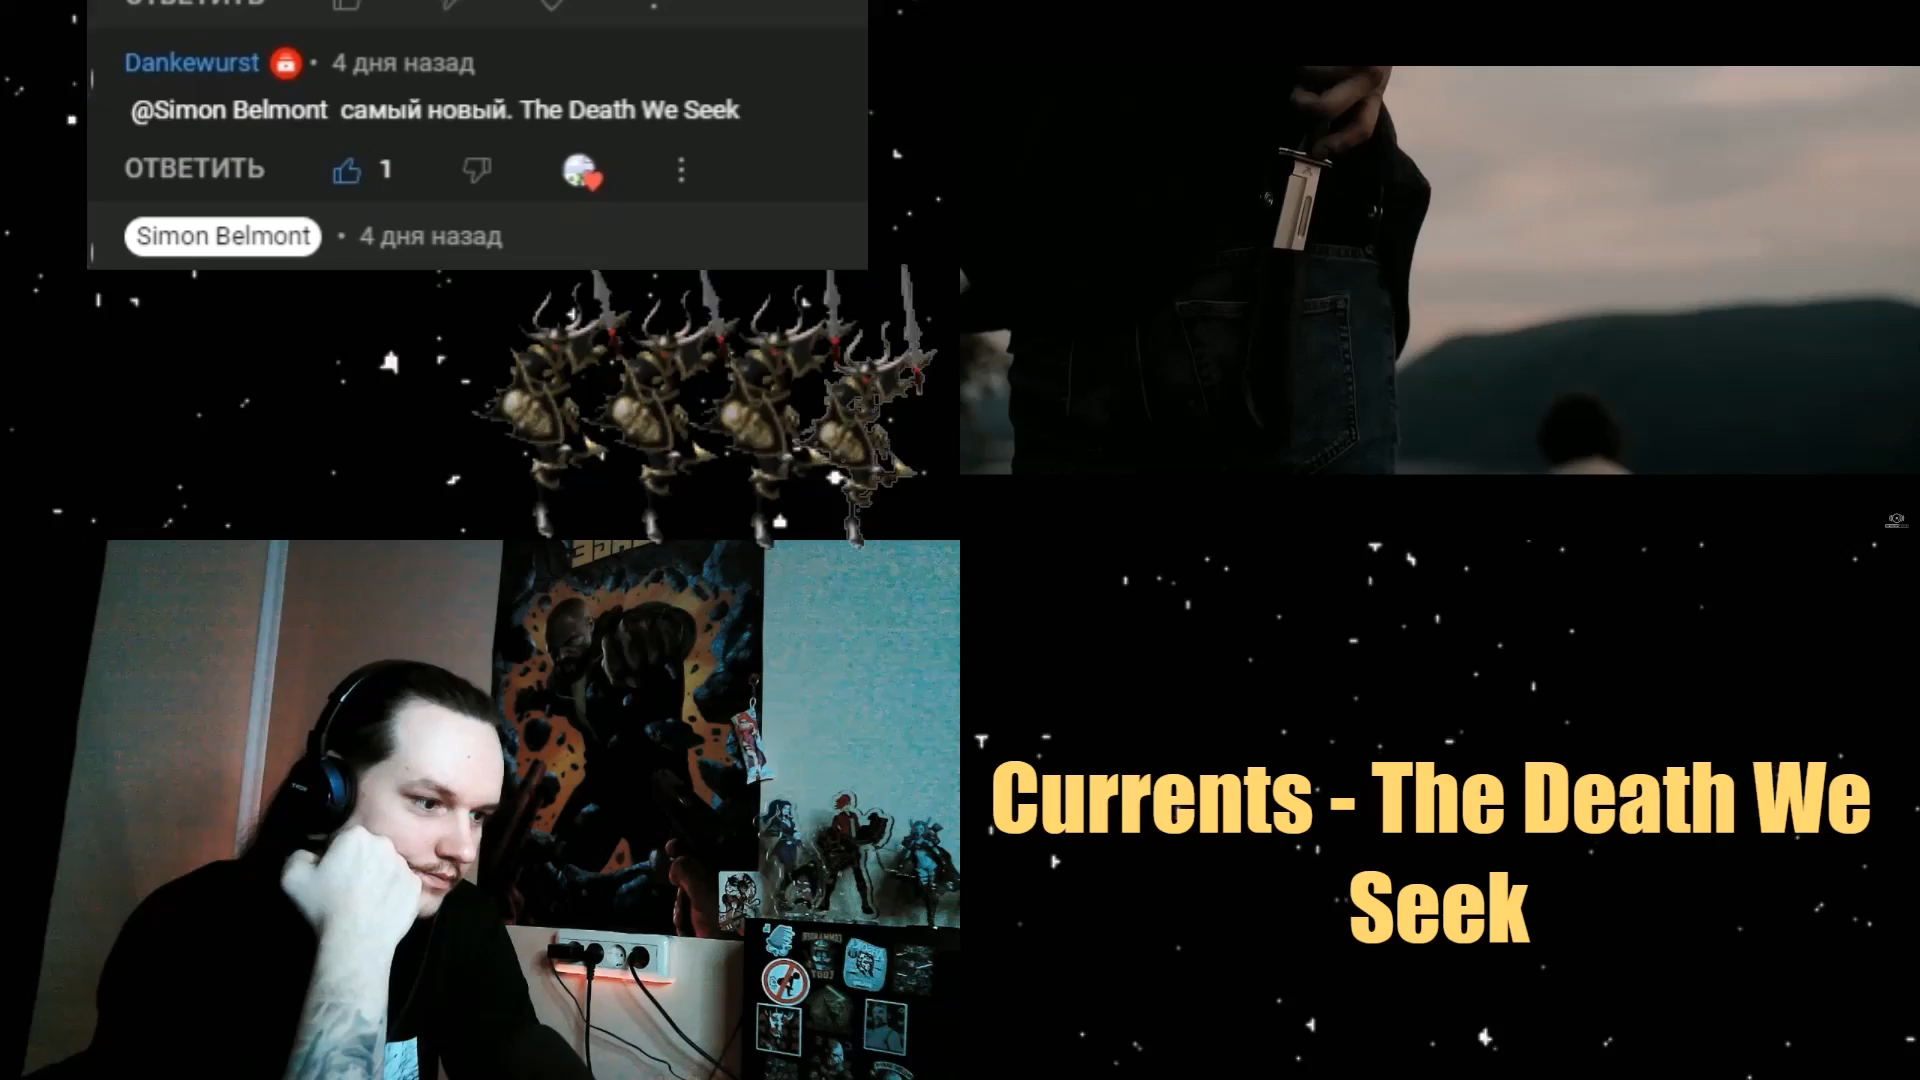 ОТВЕТИТЬ
Dankewurst • 4 дня назад
@Simon Belmont самый новый. The Death We Seek
ОТВЕТИТЬ 1
Simon Belmont • 4 дня назад
Currents - The Death We
Seek